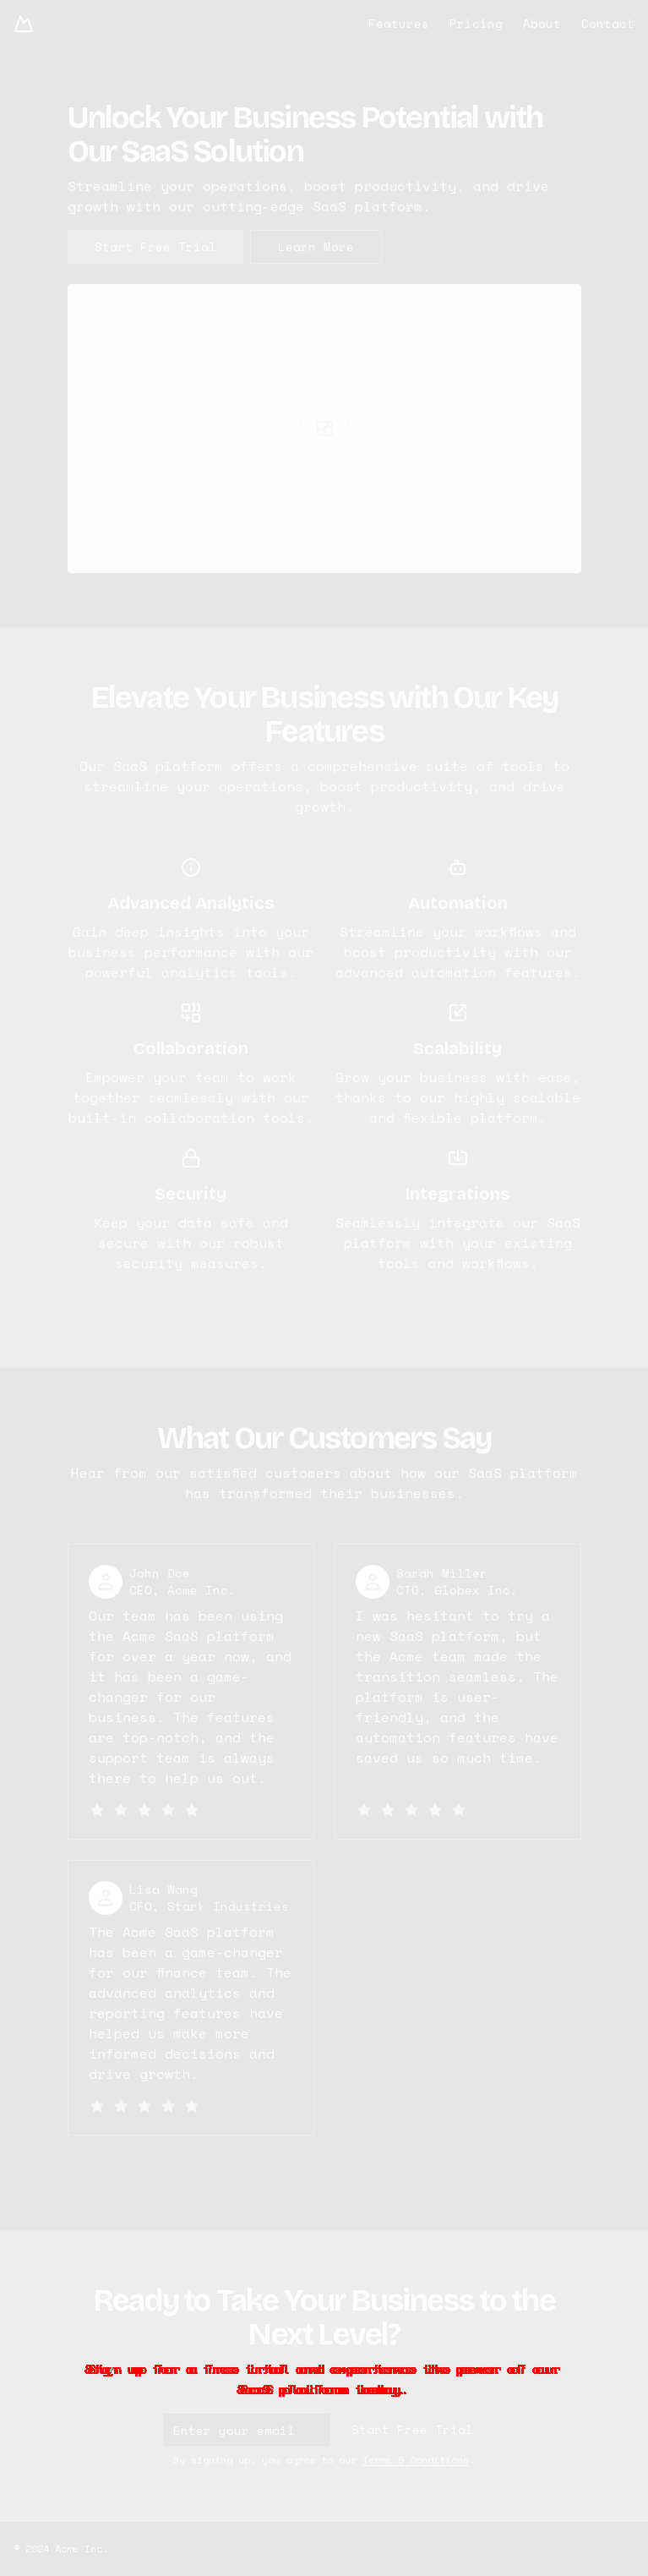 Features Pricing About Contact
Unlock Your Business Potential with
Our SaaS Solution
Streamline your operations, boost productivity, and drive
growth with our cutting-edge SaaS platform.
Start Free Trial Learn More
Elevate Your Business with Our Key
Features
Our SaaS platform offers a comprehensive suite of tools to
streamline your operations, boost productivity, and drive
growth.
Advanced Analytics
Gain deep insights into your
business performance with our
powerful analytics tools.
Automation
Streamline your workflows and
boost productivity with our
advanced automation features.
Collaboration
Empower your team to work
together seamlessly with our
built-in collaboration tools.
Scalability
Grow your business with ease,
thanks to our highly scalable
and flexible platform.
Security
Keep your data safe and
secure with our robust
security measures.
Integrations
Seamlessly integrate our SaaS
platform with your existing
tools and workflows.
What Our Customers Say
Hear from our satisfied customers about how our SaaS platform
has transformed their businesses.
John Doe
CEO, Acme Inc.
Our team has been using
the Acme SaaS platform
for over a year now, and
it has been a game-
changer for our
business. The features
are top-notch, and the
support team is always
there to help us out.
Sarah Miller
CTO, Globex Inc.
I was hesitant to try a
new SaaS platform, but
the Acme team made the
transition seamless. The
platform is user-
friendly, and the
automation features have
saved us so much time.
Lisa Wang
CFO, Stark Industries
The Acme SaaS platform
has been a game-changer
for our finance team. The
advanced analytics and
reporting features have
helped us make more
informed decisions and
drive growth.
Ready to Take Your Business to the
Next Level?
Sign up for a free trial and experience the power of our
SaaS platform today.
Enter your email Start Free Trial
By signing up, you agree to our Terms & Conditions.
© 2024 Acme Inc.